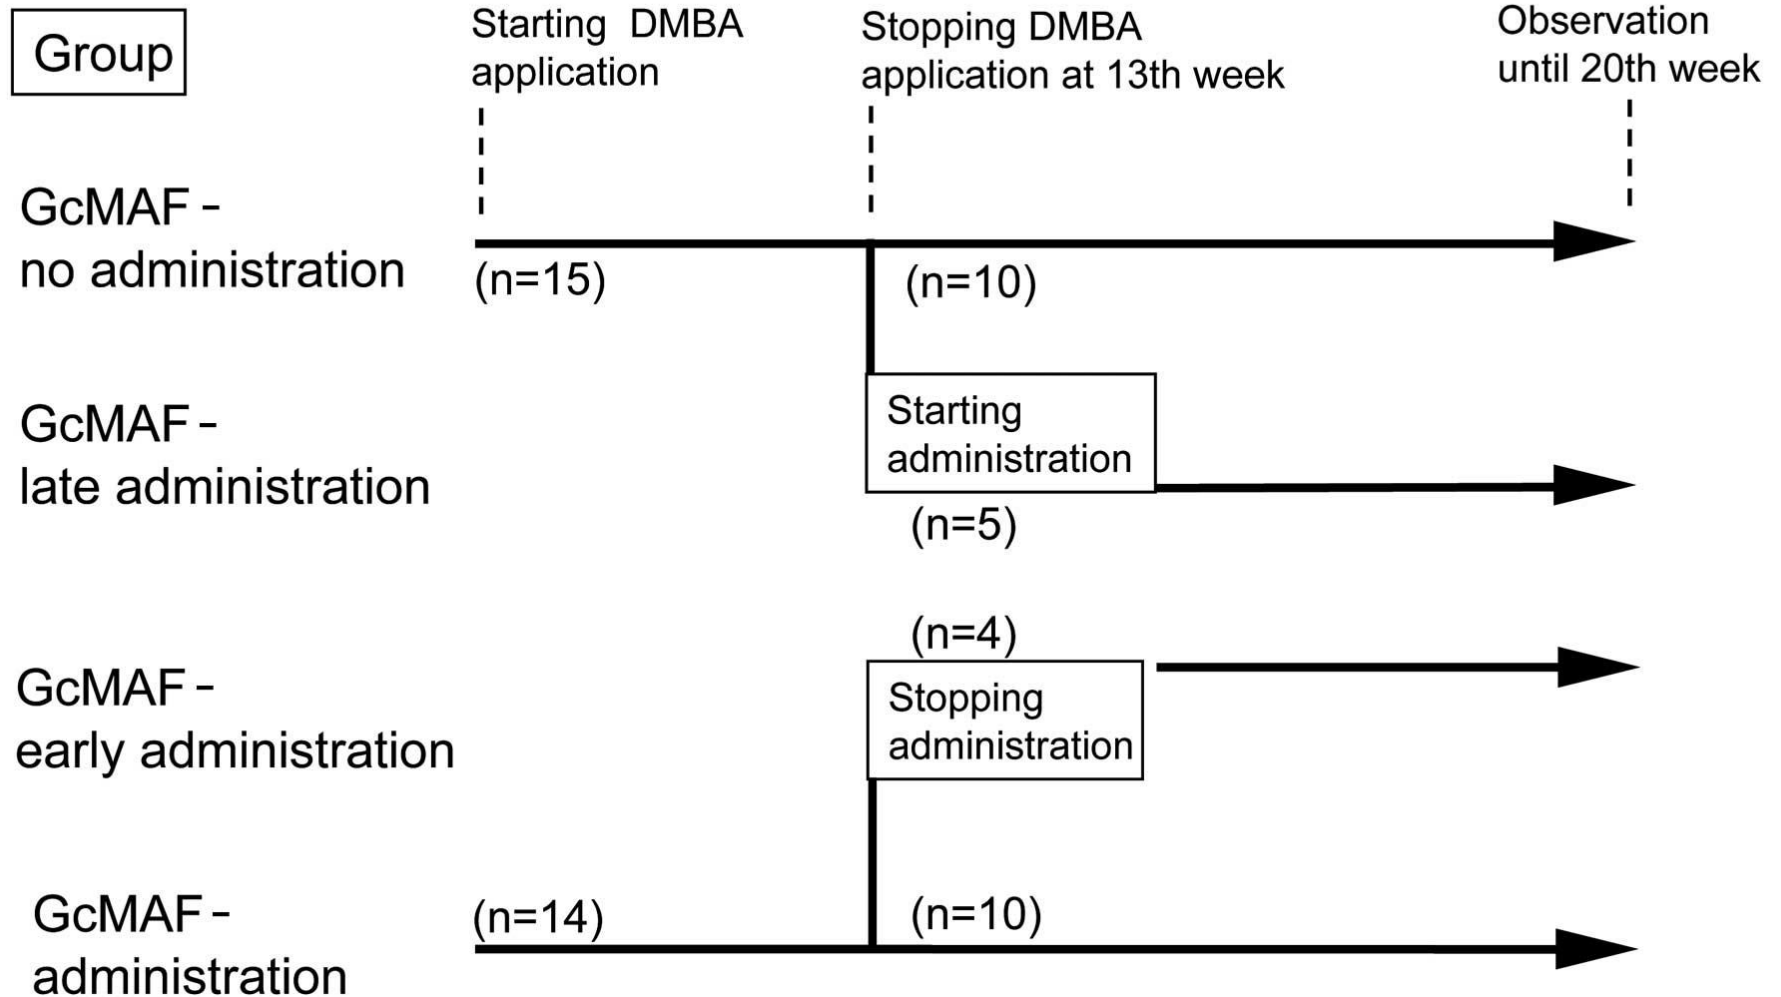 Group
Starting DMBA
application
Stopping DMBA
application at 13th week
Observation
until 20th week
GcMAF -
no administration
(n=15)
(n=10)
GcMAF -
late administration
Starting
administration
(n=5)
(n=4)
GcMAF -
early administration
Stopping
administration
GcMAF -
administration
(n=14)
(n=10)